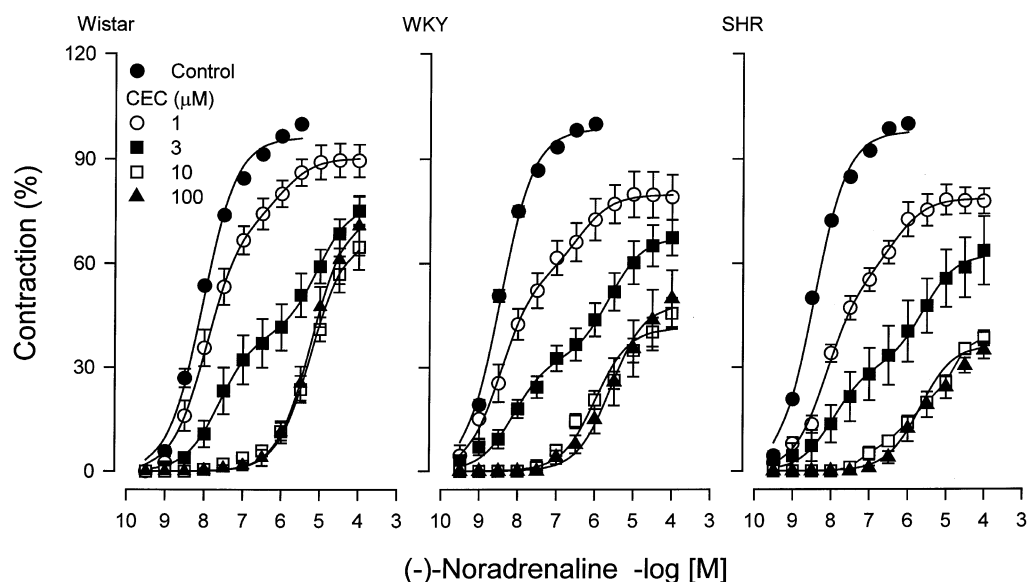 Wistar WKY SHR
120
Control
CEC (μM)
1
90
3
10
100
60
30
0
10 9 8 7 6 5 4 3 10 9 8 7 6 5 4 3 10 9 8 7 6 5 4 3
Contraction (%)
(-)-Noradrenaline -log [M]